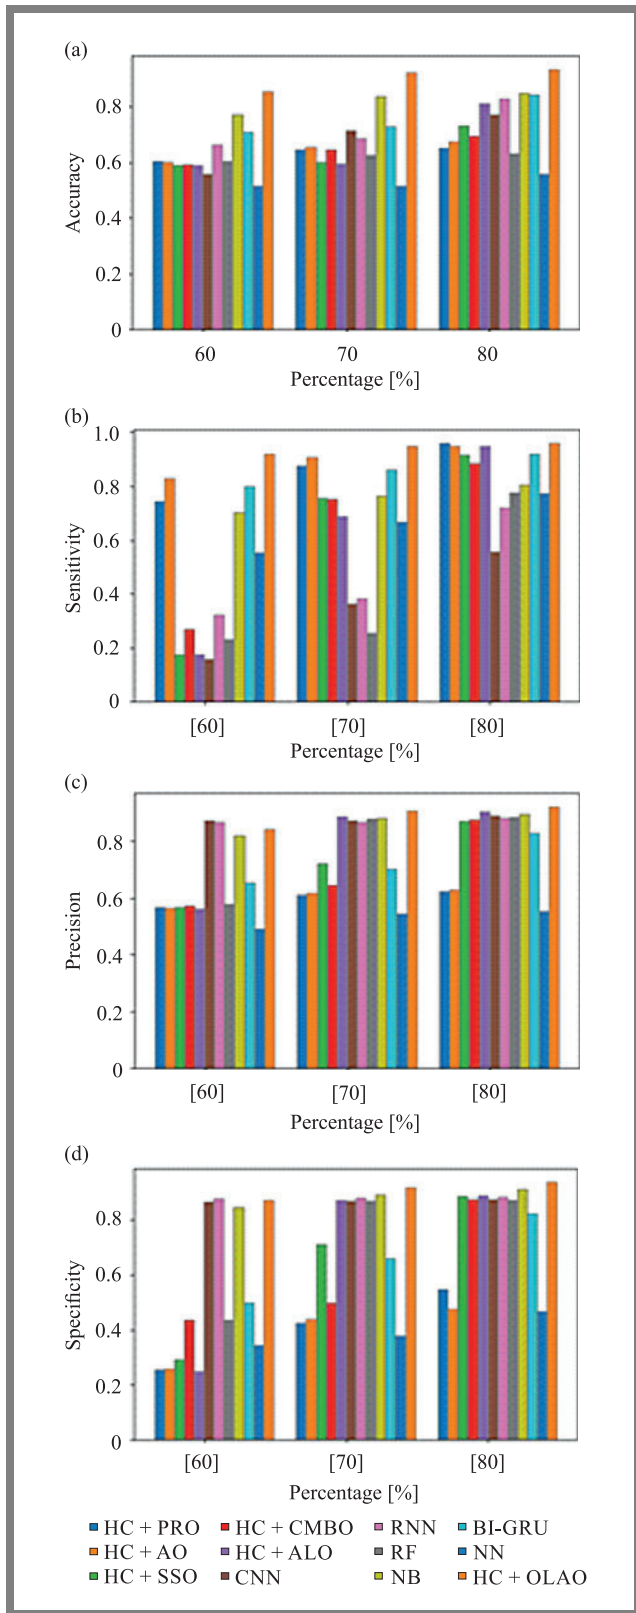 (a)
0.8
0.6
0.4
0.2
0
Accuracy
60 70 80
Percentage [%]
(b)
1.0
0.8
0.6
0.4
0.2
0
Sensitivity
[60] [70] [80]
Percentage [%]
(c)
0.8
0.6
0.4
0.2
0
Precision
[60] [70] [80]
Percentage [%]
(d)
0.8
0.6
0.4
0.2
0
Specificity
[60] [70] [80]
Percentage [%]
HC + PRO HC + CMBO RNN BI-GRU
HC + AO HC + ALO RF NN
HC + SSO CNN NB HC + OLAO